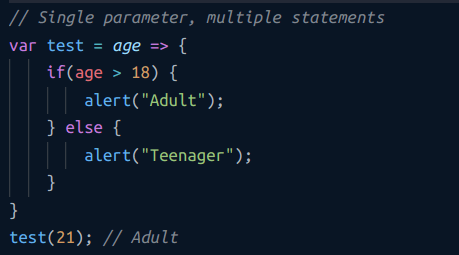 // Single parameter, multiple statements
var test = age => {
    if(age > 18) {
        alert("Adult");
    } else {
        alert("Teenager");
    }
}
test(21); // Adult